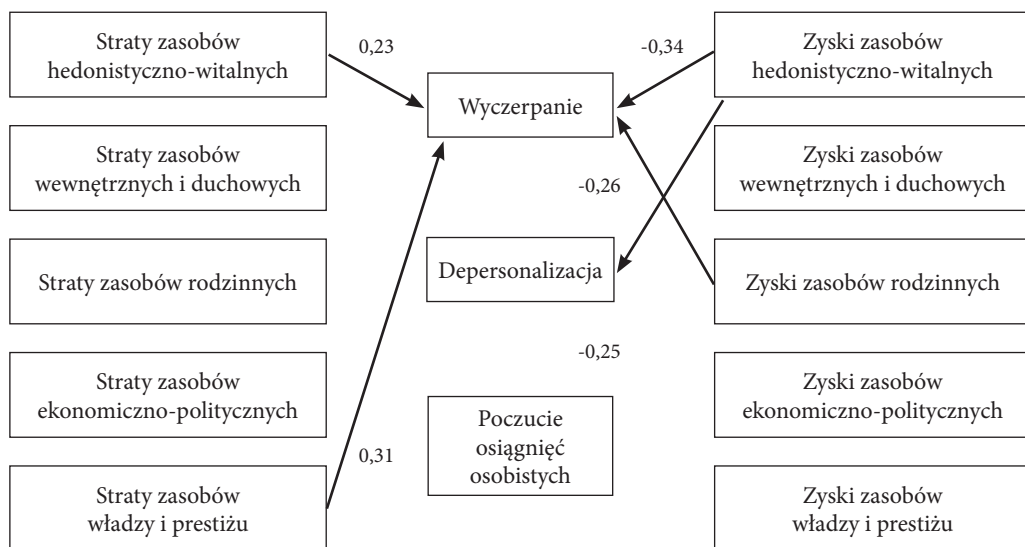 Straty zasobów
hedonistyczno-witalnych
Straty zasobów
wewnętrznych i duchowych
Straty zasobów rodzinnych
Straty zasobów
ekonomiczno-politycznych
Straty zasobów
władzy i prestiżu
0,23
0,31
Wyczerpanie
Depersonalizacja
Poczucie
osiągnięć
osobistych
-0,34
-0,26
-0,25
Zyski zasobów
hedonistyczno-witalnych
Zyski zasobów
wewnętrznych i duchowych
Zyski zasobów rodzinnych
Zyski zasobów
ekonomiczno-politycznych
Zyski zasobów
władzy i prestiżu